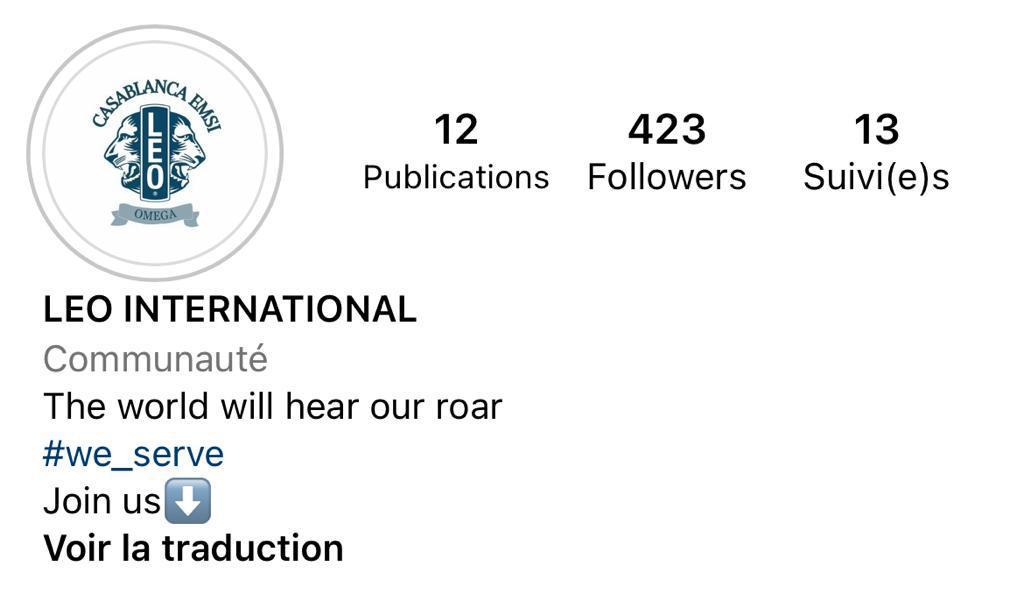 CASABLANCA EMSI
LEO
OMEGA
12 423 13
Publications Followers Suivi(e)s
LEO INTERNATIONAL
Communauté
The world will hear our roar
#we_serve
Join us⬇️
Voir la traduction